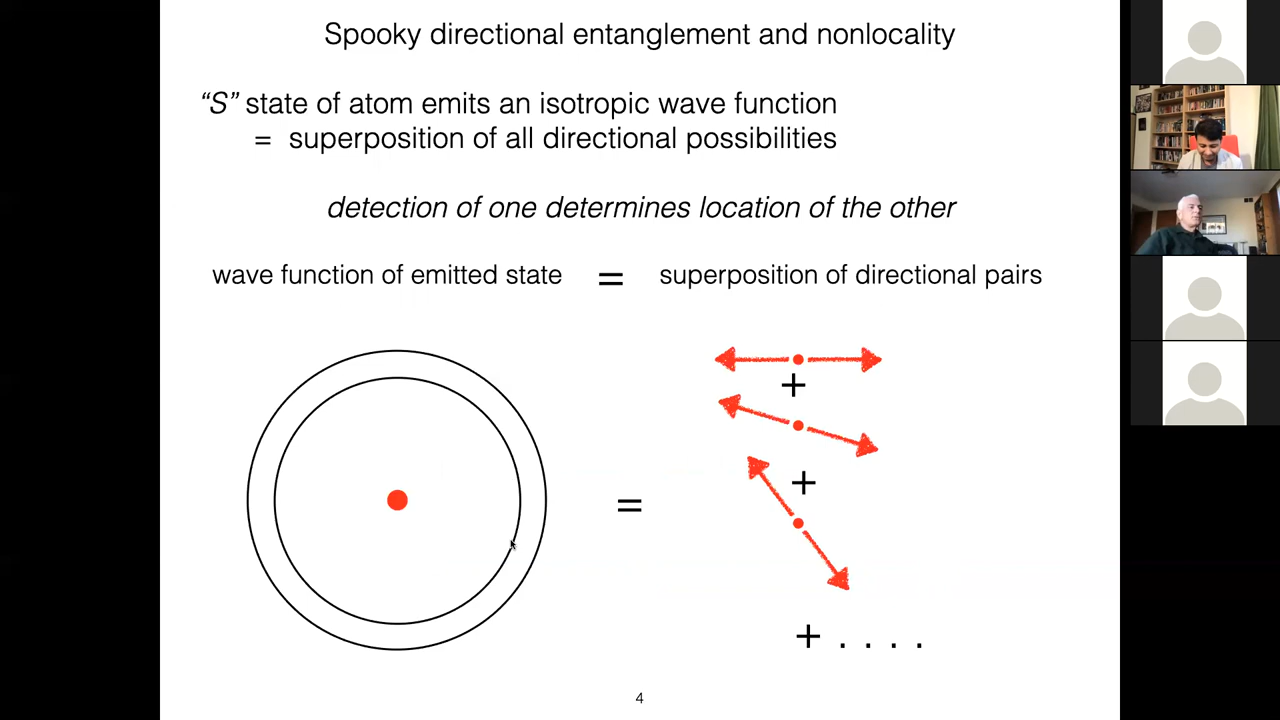 Spooky directional entanglement and nonlocality
“S” state of atom emits an isotropic wave function
= superposition of all directional possibilities
detection of one determines location of the other
wave function of emitted state = superposition of directional pairs
+
+
=
+ . . . .
4